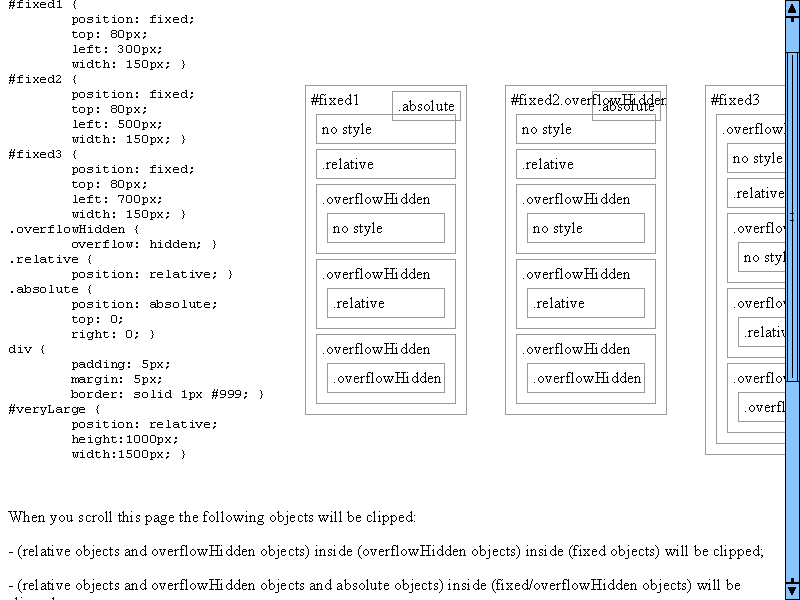 #fixed1 {
position: fixed;
top: 80px;
left: 300px;
width: 150px; }
#fixed2 {
position: fixed;
top: 80px;
left: 500px;
width: 150px; }
#fixed3 {
position: fixed;
top: 80px;
left: 700px;
width: 150px; }
.overflowHidden {
overflow: hidden; }
.relative {
position: relative; }
.absolute {
position: absolute;
top: 0;
right: 0; }
div {
padding: 5px;
margin: 5px;
border: solid 1px #999; }
#veryLarge {
position: relative;
height:1000px;
width:1500px; }
#fixed1
.absolute
no style
.relative
.overflowHidden
no style
.overflowHidden
.relative
.overflowHidden
.overflowHidden
#fixed2.overflowHidden
.absolute
no style
.relative
.overflowHidden
no style
.overflowHidden
.relative
.overflowHidden
.overflowHidden
#fixed3
.overflow
no style
.relative
.overflo
no styl
.overflo
.relati
.overflo
.overfl
When you scroll this page the following objects will be clipped:
- (relative objects and overflowHidden objects) inside (overflowHidden objects) inside (fixed objects) will be clipped;
- (relative objects and overflowHidden objects and absolute objects) inside (fixed/overflowHidden objects) will be